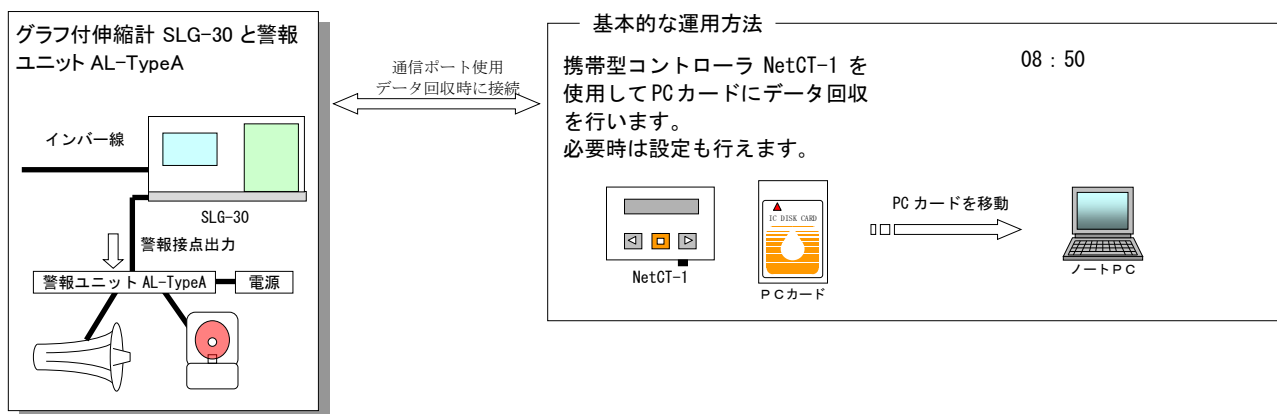 グラフ付伸縮計 SLG-30 と警報
ユニット AL-TypeA
インバー線
SLG-30
警報接点出力
警報ユニット AL-TypeA
電源
通信ポート使用
データ回収時に接続
基本的な運用方法
携帯型コントローラ NetCT-1 を
使用してPCカードにデータ回収
を行います。
必要時は設定も行えます。
08：50
NetCT-1
IC DISK CARD
PCカード
PC カードを移動
ノートPC